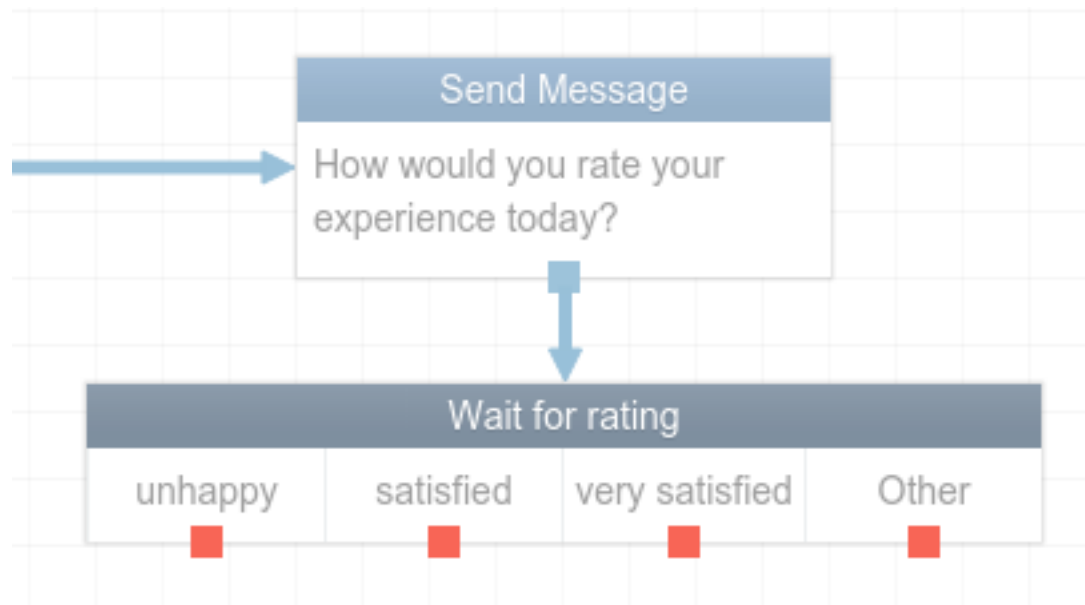 Send Message
How would you rate your
experience today?
Wait for rating
unhappy satisfied very satisfied Other